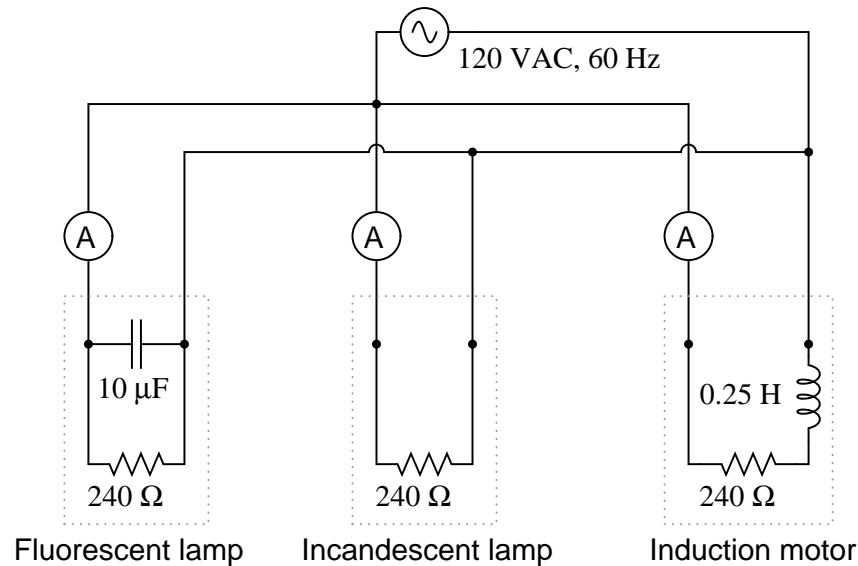 120 VAC, 60 Hz
A
A
A
10 μF
0.25 H
240 Ω
240 Ω
240 Ω
Fluorescent lamp
Incandescent lamp
Induction motor